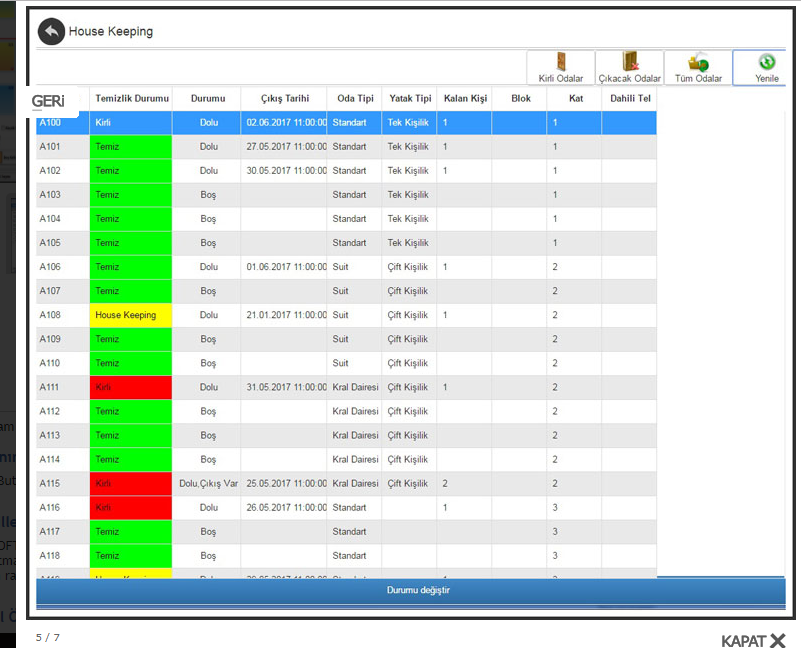 House Keeping
Kirli Odalar Çıkacak Odalar Tüm Odalar Yenile
GERi
Temizlik Durumu Durumu Çıkış Tarihi Oda Tipi Yatak Tipi Kalan Kişi Blok Kat Dahili Tel
A100 Kirli Dolu 02.06.2017 11:00:00 Standart Tek Kişilik 1 1
A101 Temiz Dolu 27.05.2017 11:00:00 Standart Tek Kişilik 1 1
A102 Temiz Dolu 30.05.2017 11:00:00 Standart Tek Kişilik 1 1
A103 Temiz Boş Standart Tek Kişilik 1
A104 Temiz Boş Standart Tek Kişilik 1
A105 Temiz Boş Standart Tek Kişilik 1
A106 Temiz Dolu 01.06.2017 11:00:00 Suit Çift Kişilik 1 2
A107 Temiz Boş Suit Çift Kişilik 2
A108 House Keeping Dolu 21.01.2017 11:00:00 Suit Çift Kişilik 1 2
A109 Temiz Boş Suit Çift Kişilik 2
A110 Temiz Boş Suit Çift Kişilik 2
A111 Kirli Dolu 31.05.2017 11:00:00 Kral Dairesi Çift Kişilik 1 2
A112 Temiz Boş Kral Dairesi Çift Kişilik 2
A113 Temiz Boş Kral Dairesi Çift Kişilik 2
A114 Temiz Boş Kral Dairesi Çift Kişilik 2
A115 Kirli Dolu,Çıkış Var 25.05.2017 11:00:00 Kral Dairesi Çift Kişilik 2 2
A116 Kirli Dolu 26.05.2017 11:00:00 Standart 1 3
A117 Temiz Boş Standart 3
A118 Temiz Boş Standart 3
Durumu değiştir
5 / 7
KAPAT